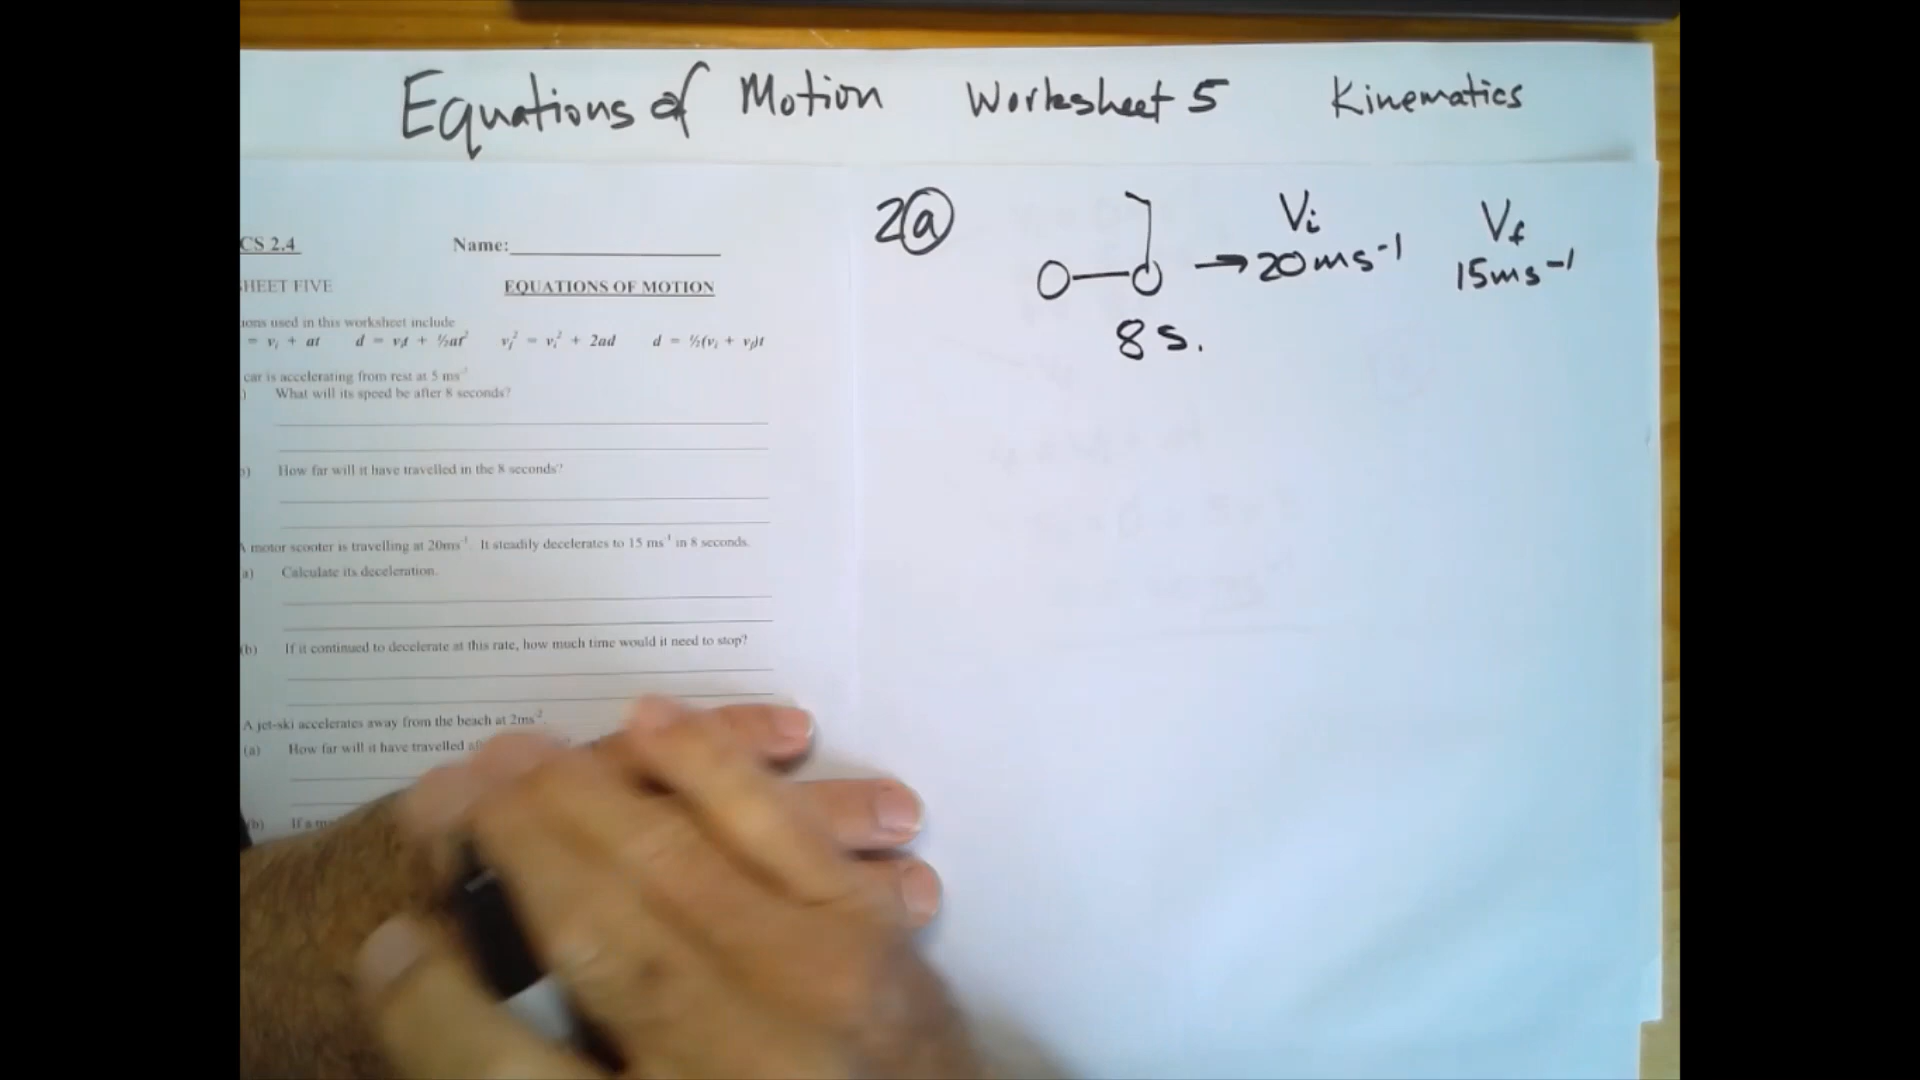 Equations of Motion Worksheet 5 Kinematics
CS 2.4 Name:
HEET FIVE EQUATIONS OF MOTION
ions used in this worksheet include
= vᵢ + at d = vᵢt + ½at² v_f² = vᵢ² + 2ad d = ½(vᵢ + v_f)t
car is accelerating from rest at 5 ms⁻²
) What will its speed be after 8 seconds?
b) How far will it have travelled in the 8 seconds?
A motor scooter is travelling at 20ms⁻¹. It steadily decelerates to 15 ms⁻¹ in 8 seconds.
a) Calculate its deceleration.
(b) If it continued to decelerate at this rate, how much time would it need to stop?
A jet-ski accelerates away from the beach at 2ms⁻².
(a) How far will it have travelled
(b) If a
2(a)
Vi Vf
→ 20ms⁻¹ 15ms⁻¹
8s.